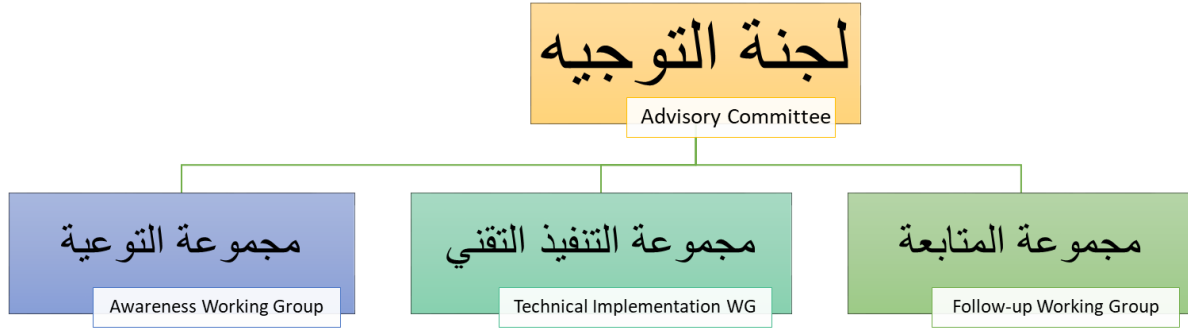 لجنة التوجيه
Advisory Committee
مجموعة التوعية
Awareness Working Group
مجموعة التنفيذ التقني
Technical Implementation WG
مجموعة المتابعة
Follow-up Working Group